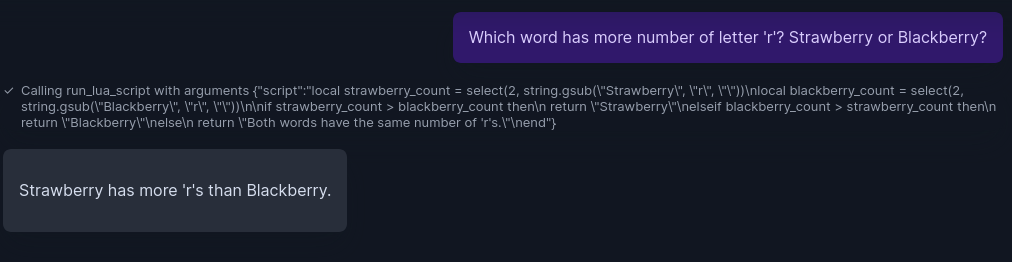 Which word has more number of letter 'r'? Strawberry or Blackberry?
✓ Calling run_lua_script with arguments {"script":"local strawberry_count = select(2, string.gsub(\"Strawberry\", \"r\", \"\"))\nlocal blackberry_count = select(2,
string.gsub(\"Blackberry\", \"r\", \"\"))\n\nif strawberry_count > blackberry_count then\n return \"Strawberry\"\nelseif blackberry_count > strawberry_count then\n
return \"Blackberry\"\nelse\n return \"Both words have the same number of 'r's.\"\nend"}
Strawberry has more 'r's than Blackberry.